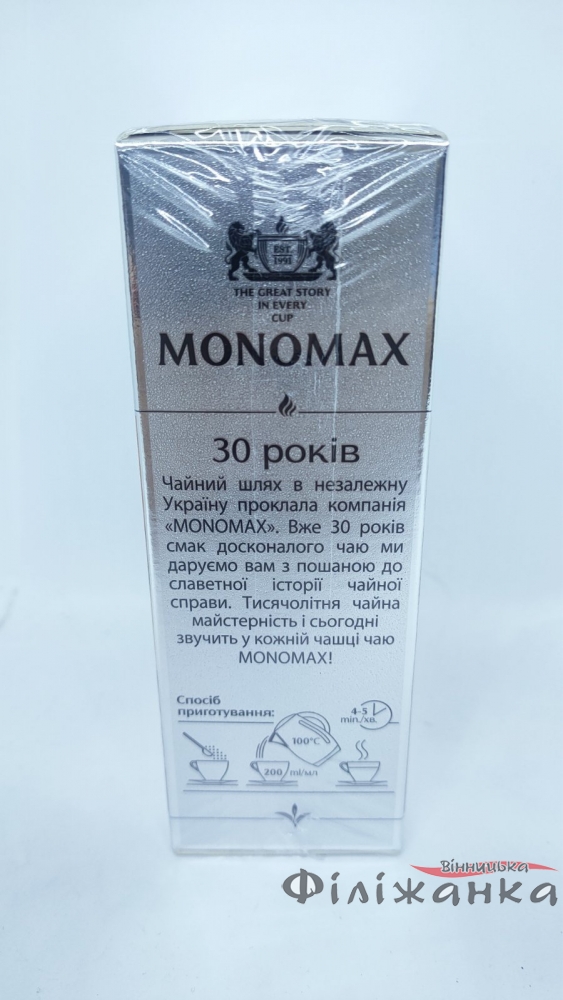 EST.
1991
THE GREAT STORY
IN EVERY
CUP
MONOMAX
30 років
Чайний шлях в незалежну
Україну проклала компанія
«MONOMAX». Вже 30 років
смак досконалого чаю ми
даруємо вам з пошаною до
славетної історії чайної
справи. Тисячолітня чайна
майстерність і сьогодні
звучить у кожній чашці чаю
MONOMAX!
Спосіб
приготування:
4-5
min./хв.
100°C
200 ml/мл
Вінницька
Філіжанка